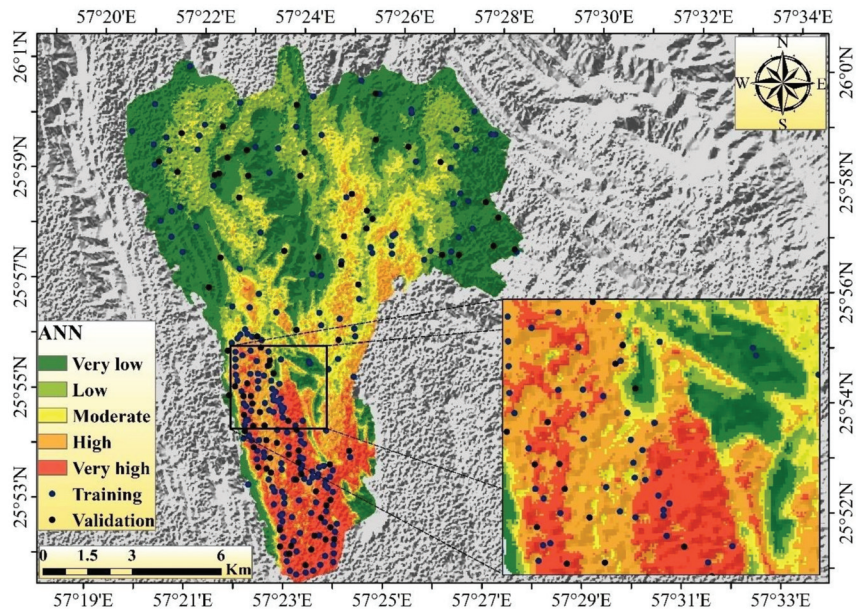 57°20'E 57°22'E 57°24'E 57°26'E 57°28'E 57°30'E 57°32'E 57°34'E
26°1'N
25°59'N
25°57'N
25°55'N
25°53'N
26°0'N
25°58'N
25°56'N
25°54'N
25°52'N
N
W E
S
ANN
Very low
Low
Moderate
High
Very high
Training
Validation
0 1.5 3 6
Km
57°19'E 57°22'E 57°23'E 57°25'E 57°27'E 57°29'E 57°31'E 57°33'E